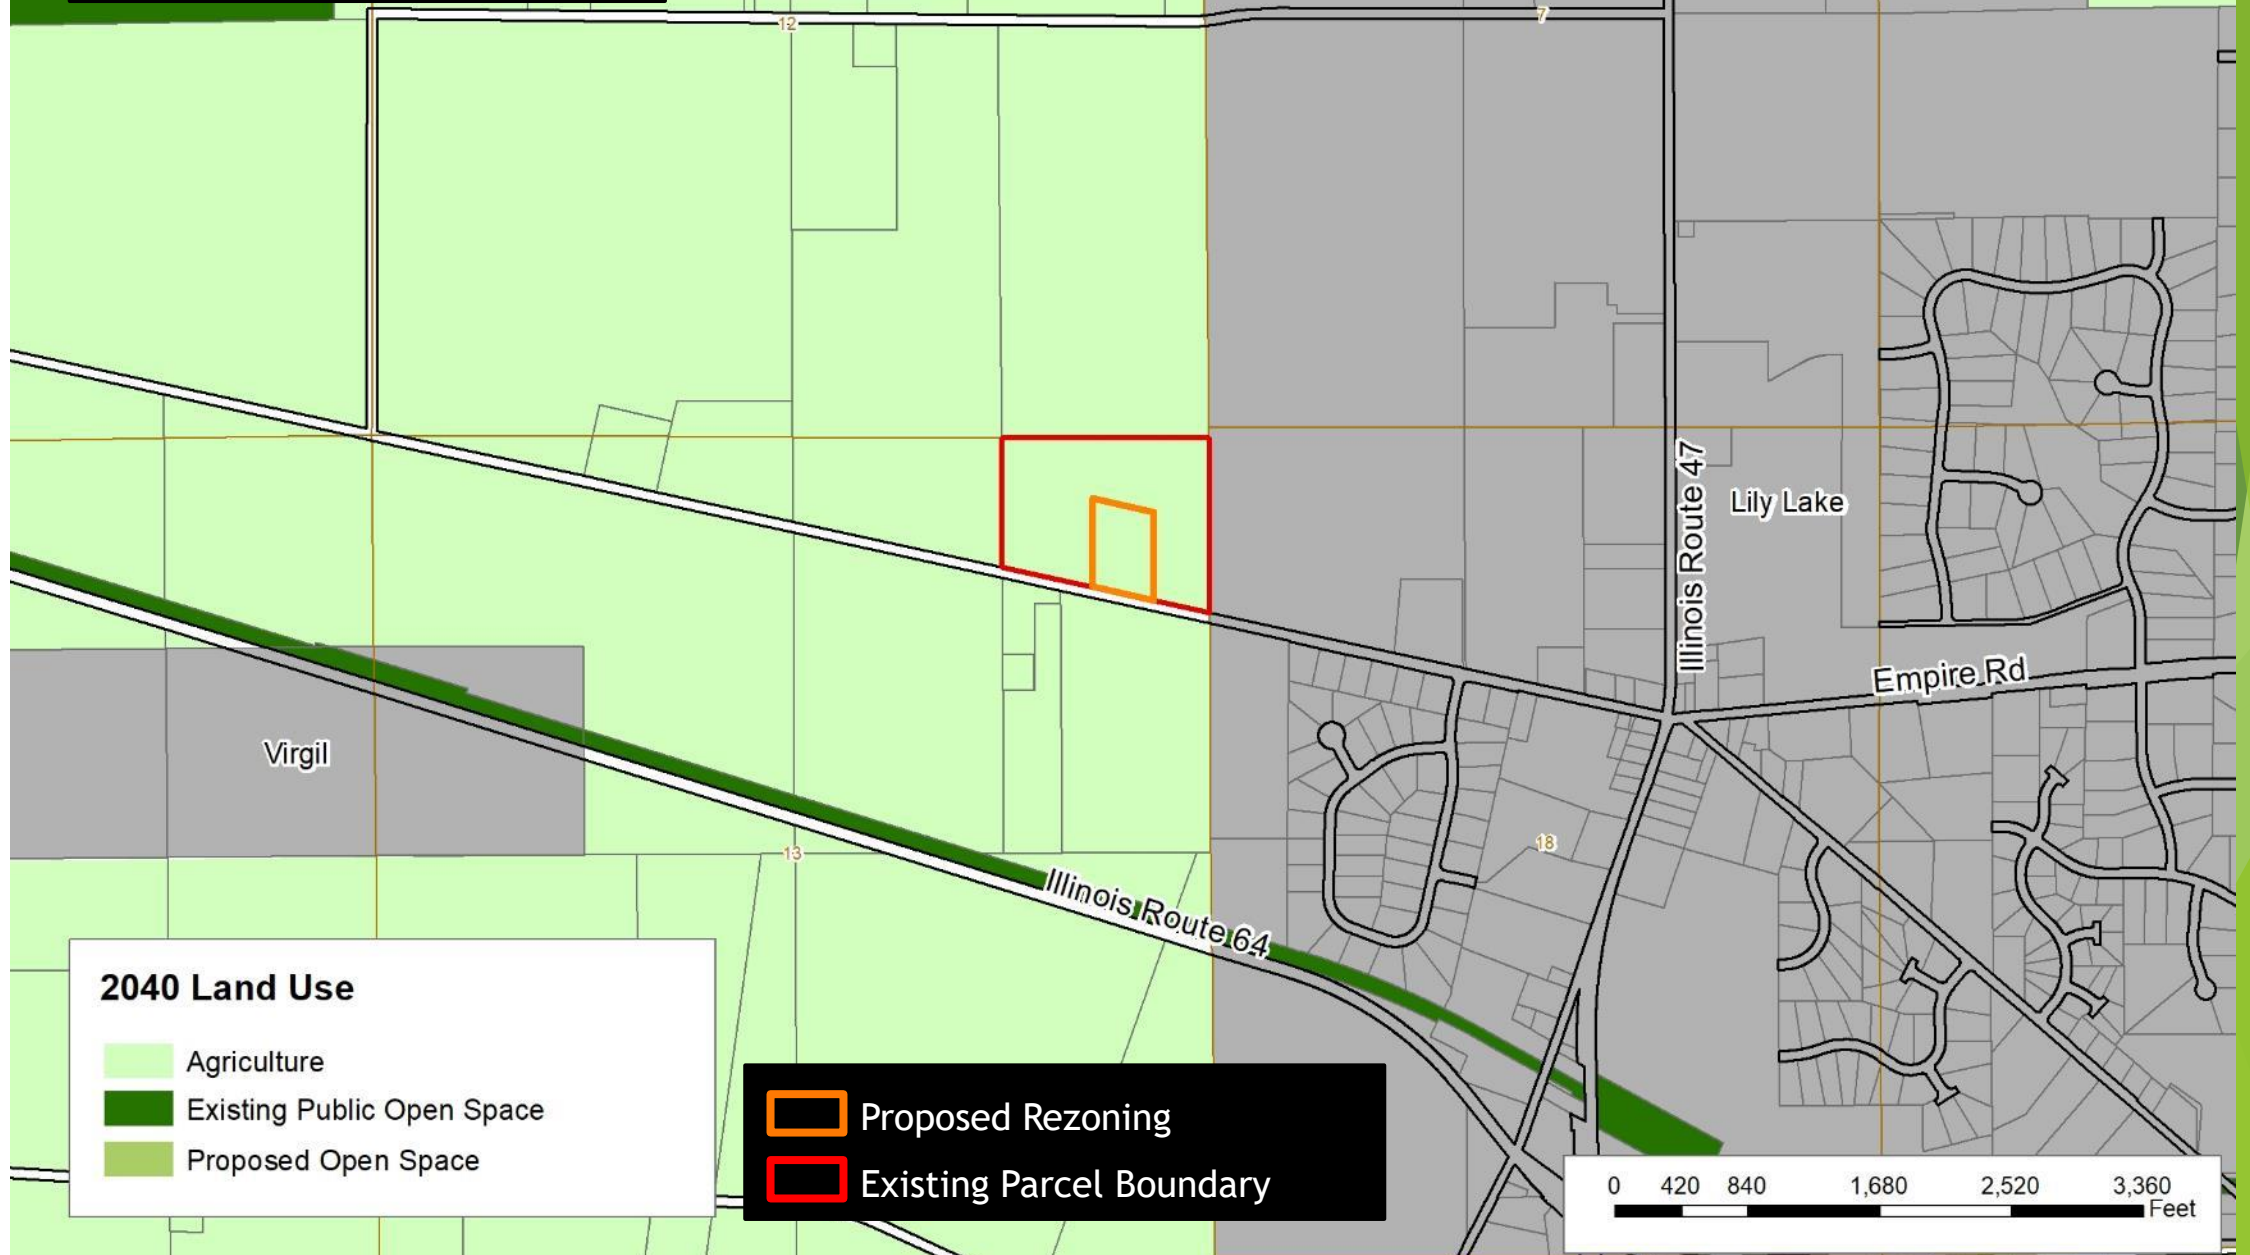 12
7
Illinois Route 47
Lily Lake
Empire Rd
Virgil
13
18
Illinois Route 64
2040 Land Use
Agriculture
Existing Public Open Space
Proposed Open Space
Proposed Rezoning
Existing Parcel Boundary
0 420 840 1,680 2,520 3,360
Feet